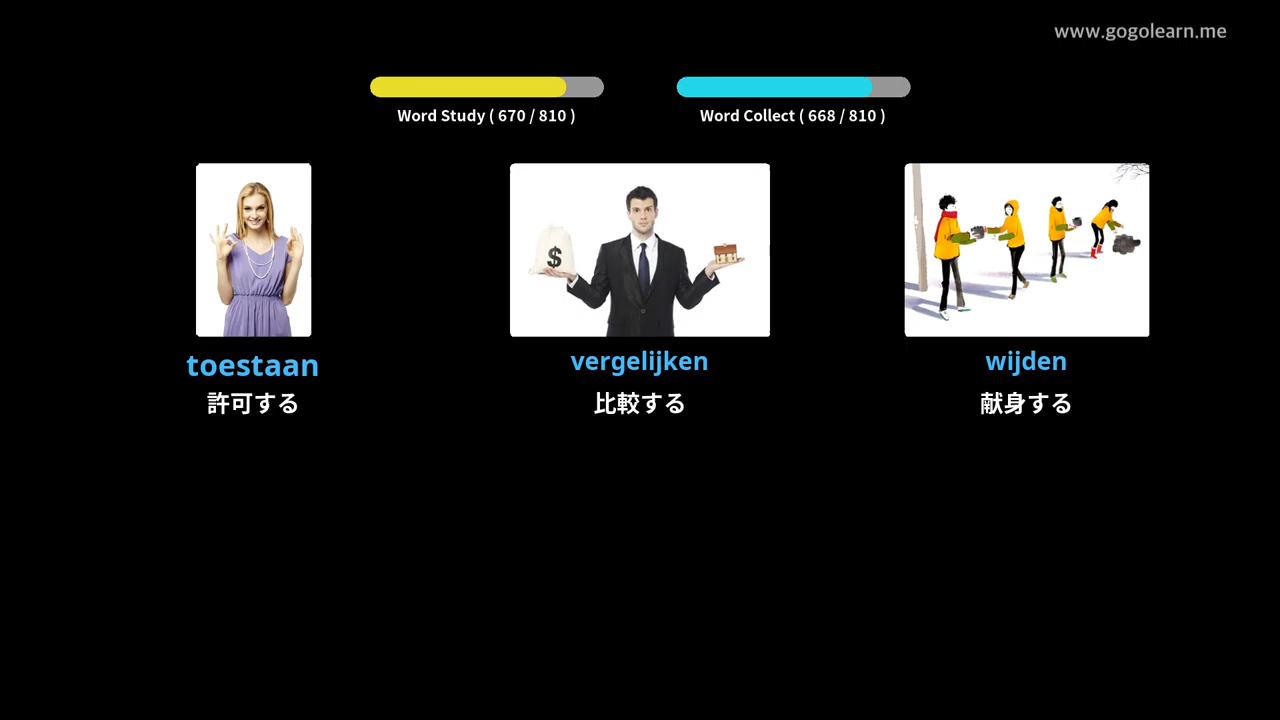 www.gogolearn.me
Word Study ( 670 / 810 )
Word Collect ( 668 / 810 )
$
toestaan
vergelijken
wijden
許可する
比較する
献身する